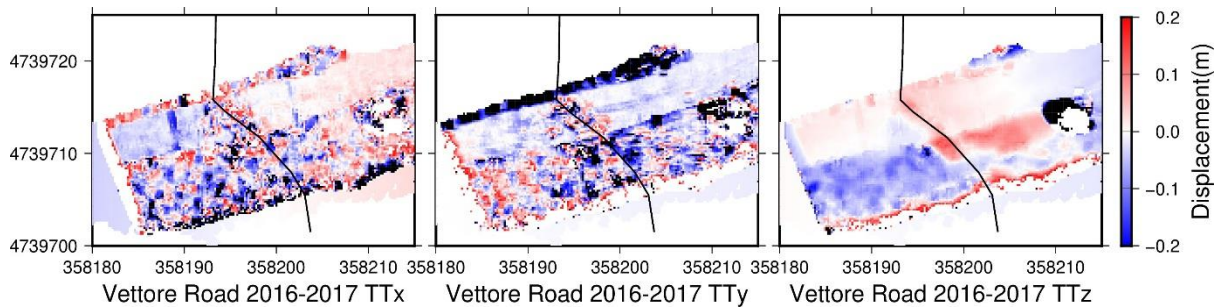 4739720
4739710
4739700
358180 358190 358200 358210
358180 358190 358200 358210
358180 358190 358200 358210
Vettore Road 2016-2017 TTx
Vettore Road 2016-2017 TTy
Vettore Road 2016-2017 TTz
0.2
0.1
0.0
−0.1
−0.2
Displacement(m)